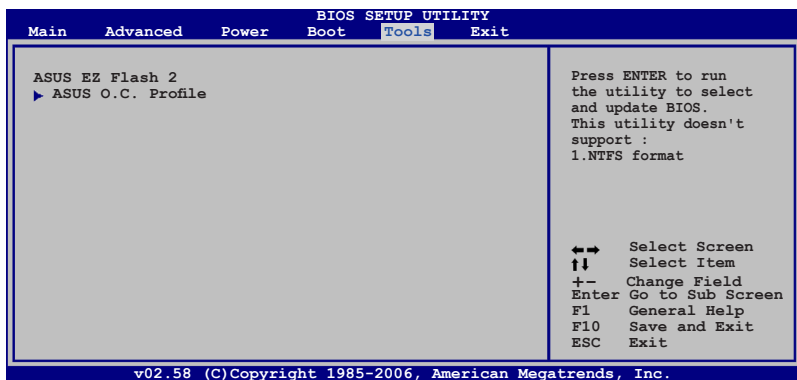 BIOS SETUP UTILITY
Main Advanced Power Boot Tools Exit
ASUS EZ Flash 2
▶ ASUS O.C. Profile
Press ENTER to run
the utility to select
and update BIOS.
This utility doesn't
support :
1.NTFS format
←→ Select Screen
↑↓ Select Item
+- Change Field
Enter Go to Sub Screen
F1 General Help
F10 Save and Exit
ESC Exit
v02.58 (C)Copyright 1985-2006, American Megatrends, Inc.